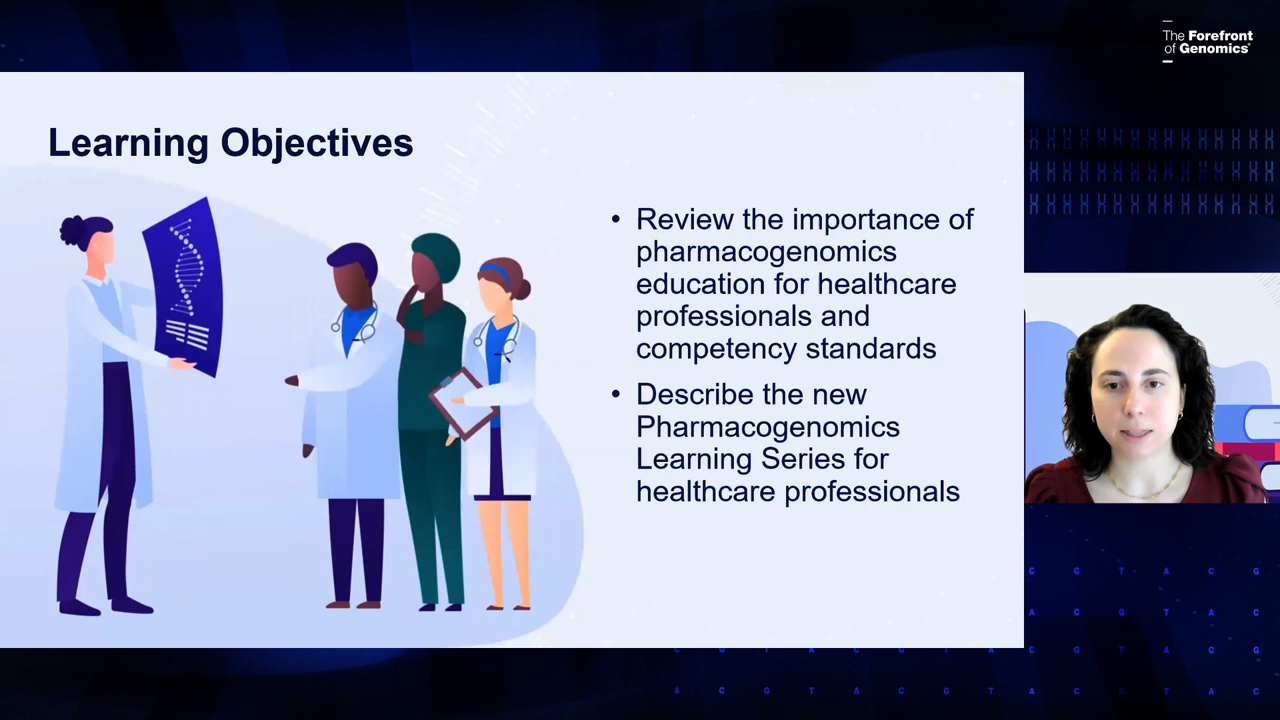 The Forefront
of Genomics®
Learning Objectives
• Review the importance of
pharmacogenomics
education for healthcare
professionals and
competency standards
• Describe the new
Pharmacogenomics
Learning Series for
healthcare professionals
C G T A C G
A C G T A C
C G T A C G T A C G T A C G
A C G T A C G T A C G T A C